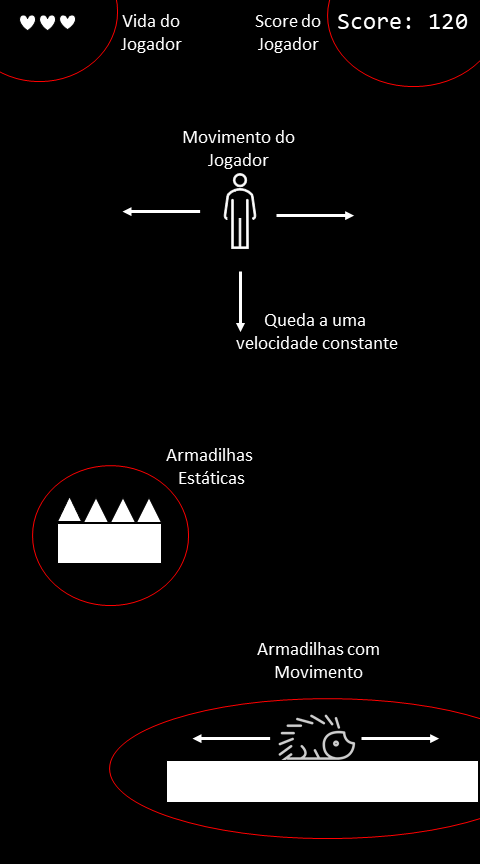 Vida do
Jogador
Score do
Jogador
Score: 120
Movimento do
Jogador
Queda a uma
velocidade constante
Armadilhas
Estáticas
Armadilhas com
Movimento